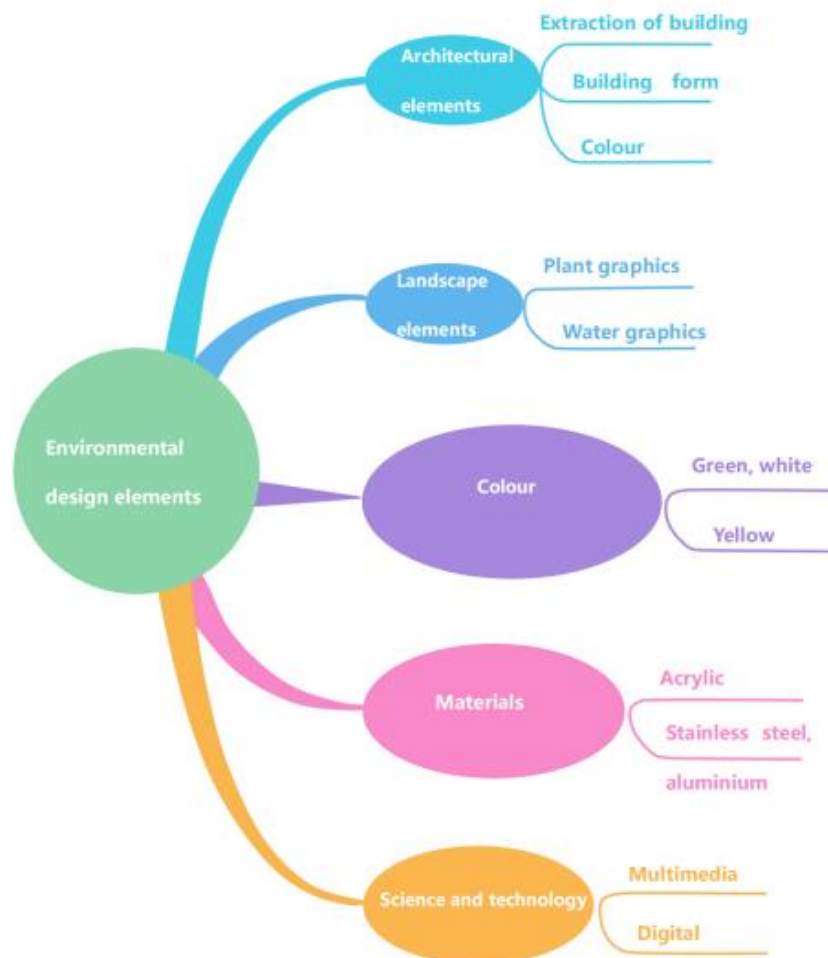 Environmental
design elements
Architectural
elements
Extraction of building
Building form
Colour
Landscape
elements
Plant graphics
Water graphics
Colour
Green, white
Yellow
Materials
Acrylic
Stainless steel,
aluminium
Science and technology
Multimedia
Digital